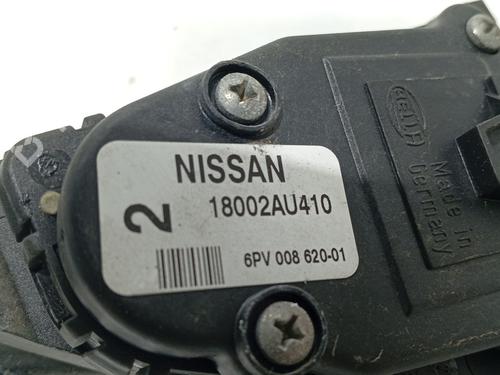 NISSAN
2
18002AU410
6PV 008 620-01
HELLA
Made in
Germany